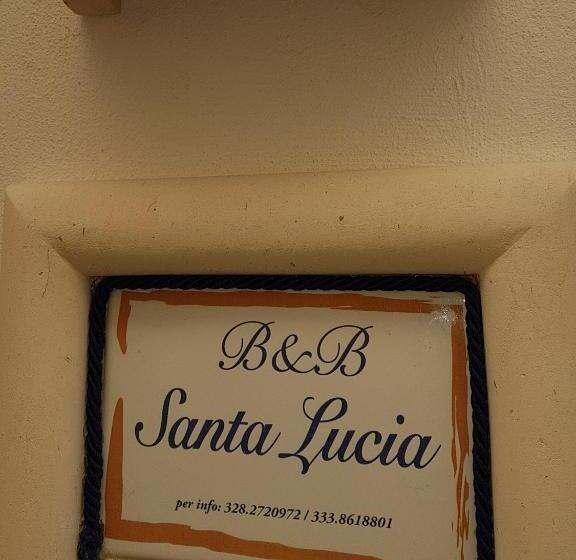 B&B
Santa Lucia
per info: 328.2720972 / 333.8618801